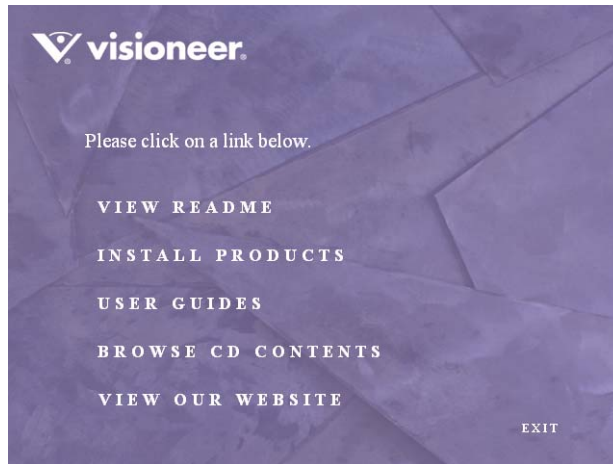 visioneer®
Please click on a link below.
VIEW README
INSTALL PRODUCTS
USER GUIDES
BROWSE CD CONTENTS
VIEW OUR WEBSITE
EXIT